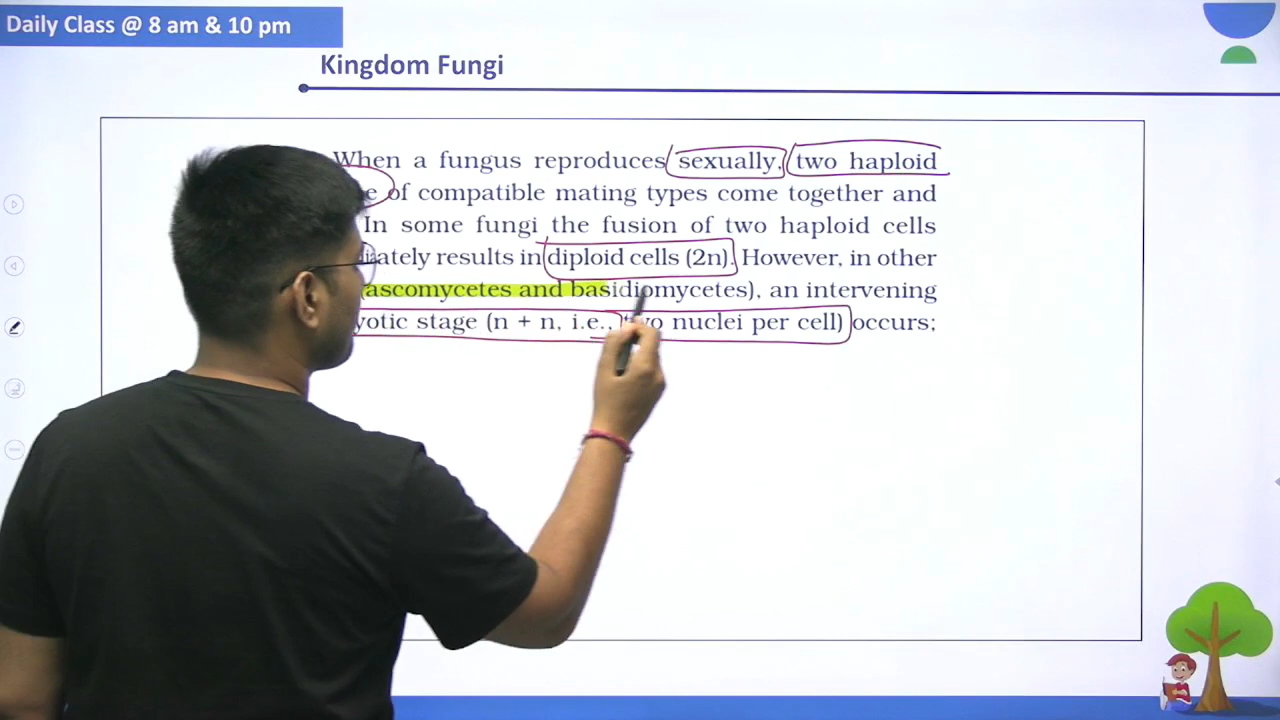 Daily Class @ 8 am & 10 pm
Kingdom Fungi
When a fungus reproduces sexually, two haploid
of compatible mating types come together and
In some fungi the fusion of two haploid cells
results in diploid cells (2n). However, in other
(ascomycetes and basidiomycetes), an intervening
stage (n + n, i.e., two nuclei per cell) occurs;